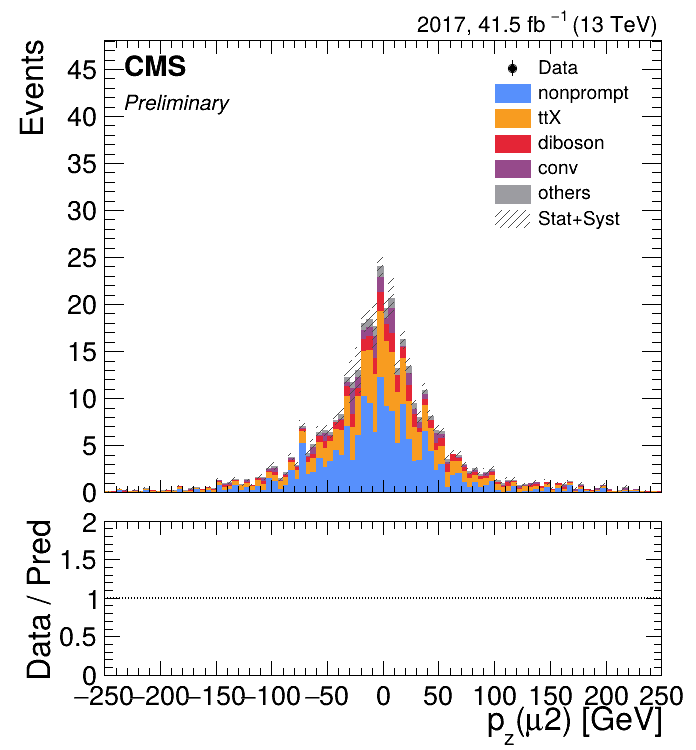 2017, 41.5 fb⁻¹ (13 TeV)
CMS
Preliminary
Data
nonprompt
ttX
diboson
conv
others
Stat+Syst
Events
45
40
35
30
25
20
15
10
5
0
Data / Pred
2
1.5
1
0.5
0
−250 −200 −150 −100 −50 0 50 100 150 200 250
p_z(μ2) [GeV]